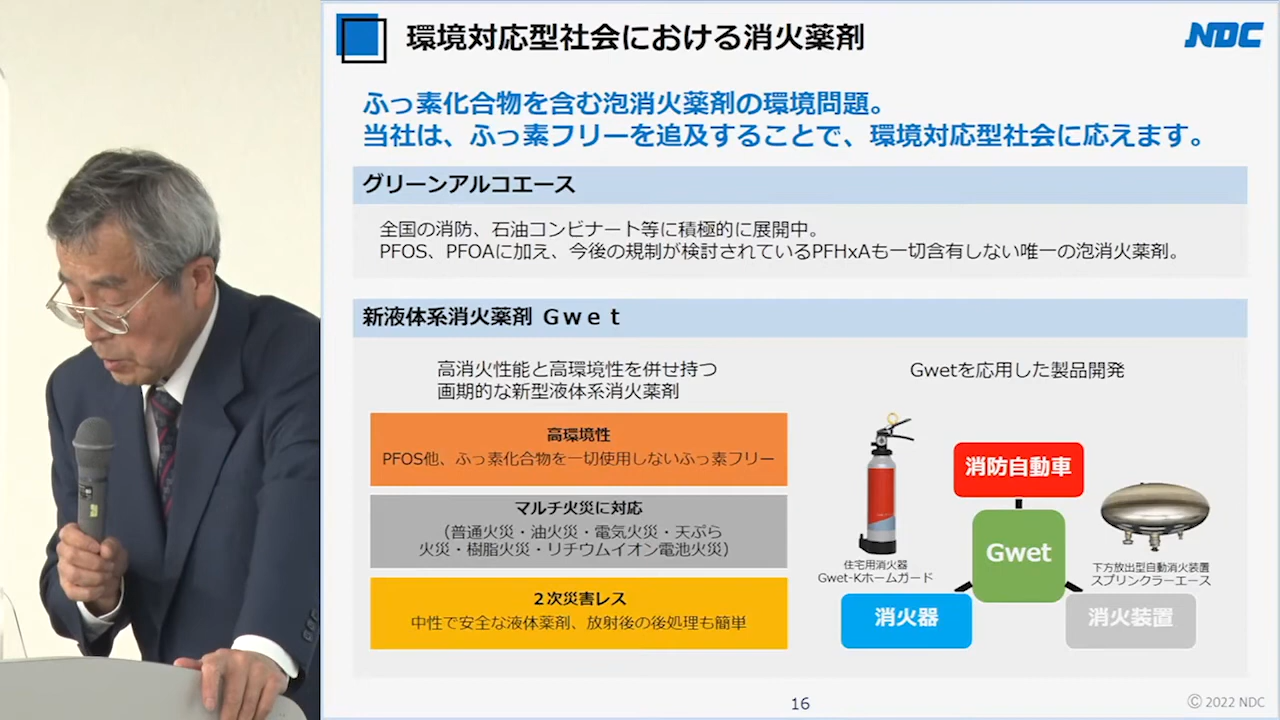 環境対応型社会における消火薬剤
NDC
ふっ素化合物を含む泡消火薬剤の環境問題。
当社は、ふっ素フリーを追及することで、環境対応型社会に応えます。
グリーンアルコエース
全国の消防、石油コンビナート等に積極的に展開中。
PFOS、PFOAに加え、今後の規制が検討されているPFHxAも一切含有しない唯一の泡消火薬剤。
新液体系消火薬剤 Ｇｗｅｔ
高消火性能と高環境性を併せ持つ
画期的な新型液体系消火薬剤
高環境性
PFOS他、ふっ素化合物を一切使用しないふっ素フリー
マルチ火災に対応
（普通火災・油火災・電気火災・天ぷら
火災・樹脂火災・リチウムイオン電池火災）
２次災害レス
中性で安全な液体薬剤、放射後の後処理も簡単
Gwetを応用した製品開発
消防自動車
Gwet
住宅用消火器
Gwet-Kホームガード
下方放出型自動消火装置
スプリンクラーエース
消火器
消火装置
16
© 2022 NDC